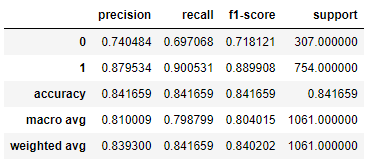 precision recall f1-score support
0 0.740484 0.697068 0.718121 307.000000
1 0.879534 0.900531 0.889908 754.000000
accuracy 0.841659 0.841659 0.841659 0.841659
macro avg 0.810009 0.798799 0.804015 1061.000000
weighted avg 0.839300 0.841659 0.840202 1061.000000